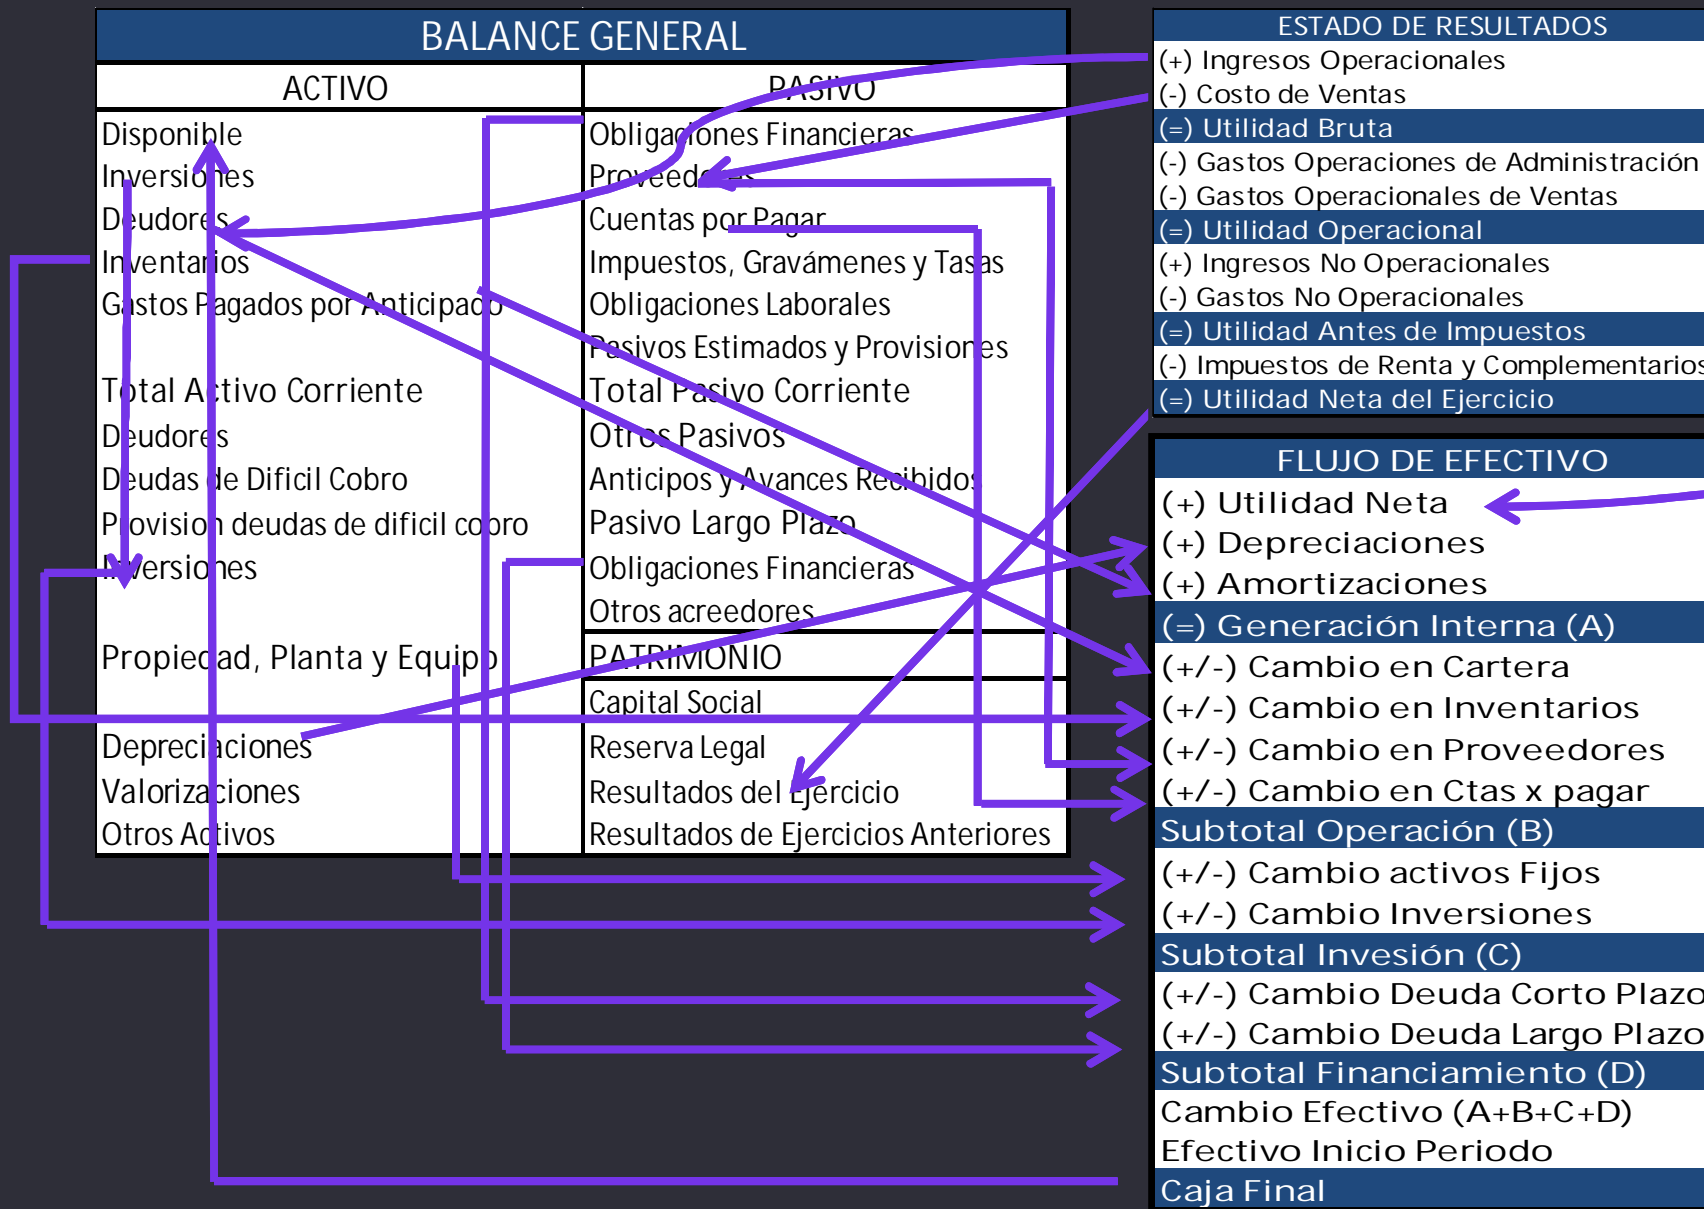 BALANCE GENERAL
ACTIVO
PASIVO
Disponible
Inversiones
Deudores
Inventarios
Gastos Pagados por Anticipado
Total Activo Corriente
Deudores
Deudas de Dificil Cobro
Provision deudas de dificil cobro
Inversiones
Propiedad, Planta y Equipo
Depreciaciones
Valorizaciones
Otros Activos
Obligaciones Financieras
Proveedores
Cuentas por Pagar
Impuestos, Gravámenes y Tasas
Obligaciones Laborales
Pasivos Estimados y Provisiones
Total Pasivo Corriente
Otros Pasivos
Anticipos y Avances Recibidos
Pasivo Largo Plazo
Obligaciones Financieras
Otros acreedores
PATRIMONIO
Capital Social
Reserva Legal
Resultados del Ejercicio
Resultados de Ejercicios Anteriores
ESTADO DE RESULTADOS
(+) Ingresos Operacionales
(-) Costo de Ventas
(=) Utilidad Bruta
(-) Gastos Operaciones de Administración
(-) Gastos Operacionales de Ventas
(=) Utilidad Operacional
(+) Ingresos No Operacionales
(-) Gastos No Operacionales
(=) Utilidad Antes de Impuestos
(-) Impuestos de Renta y Complementarios
(=) Utilidad Neta del Ejercicio
FLUJO DE EFECTIVO
(+) Utilidad Neta
(+) Depreciaciones
(+) Amortizaciones
(=) Generación Interna (A)
(+/-) Cambio en Cartera
(+/-) Cambio en Inventarios
(+/-) Cambio en Proveedores
(+/-) Cambio en Ctas x pagar
Subtotal Operación (B)
(+/-) Cambio activos Fijos
(+/-) Cambio Inversiones
Subtotal Invesión (C)
(+/-) Cambio Deuda Corto Plazo
(+/-) Cambio Deuda Largo Plazo
Subtotal Financiamiento (D)
Cambio Efectivo (A+B+C+D)
Efectivo Inicio Periodo
Caja Final